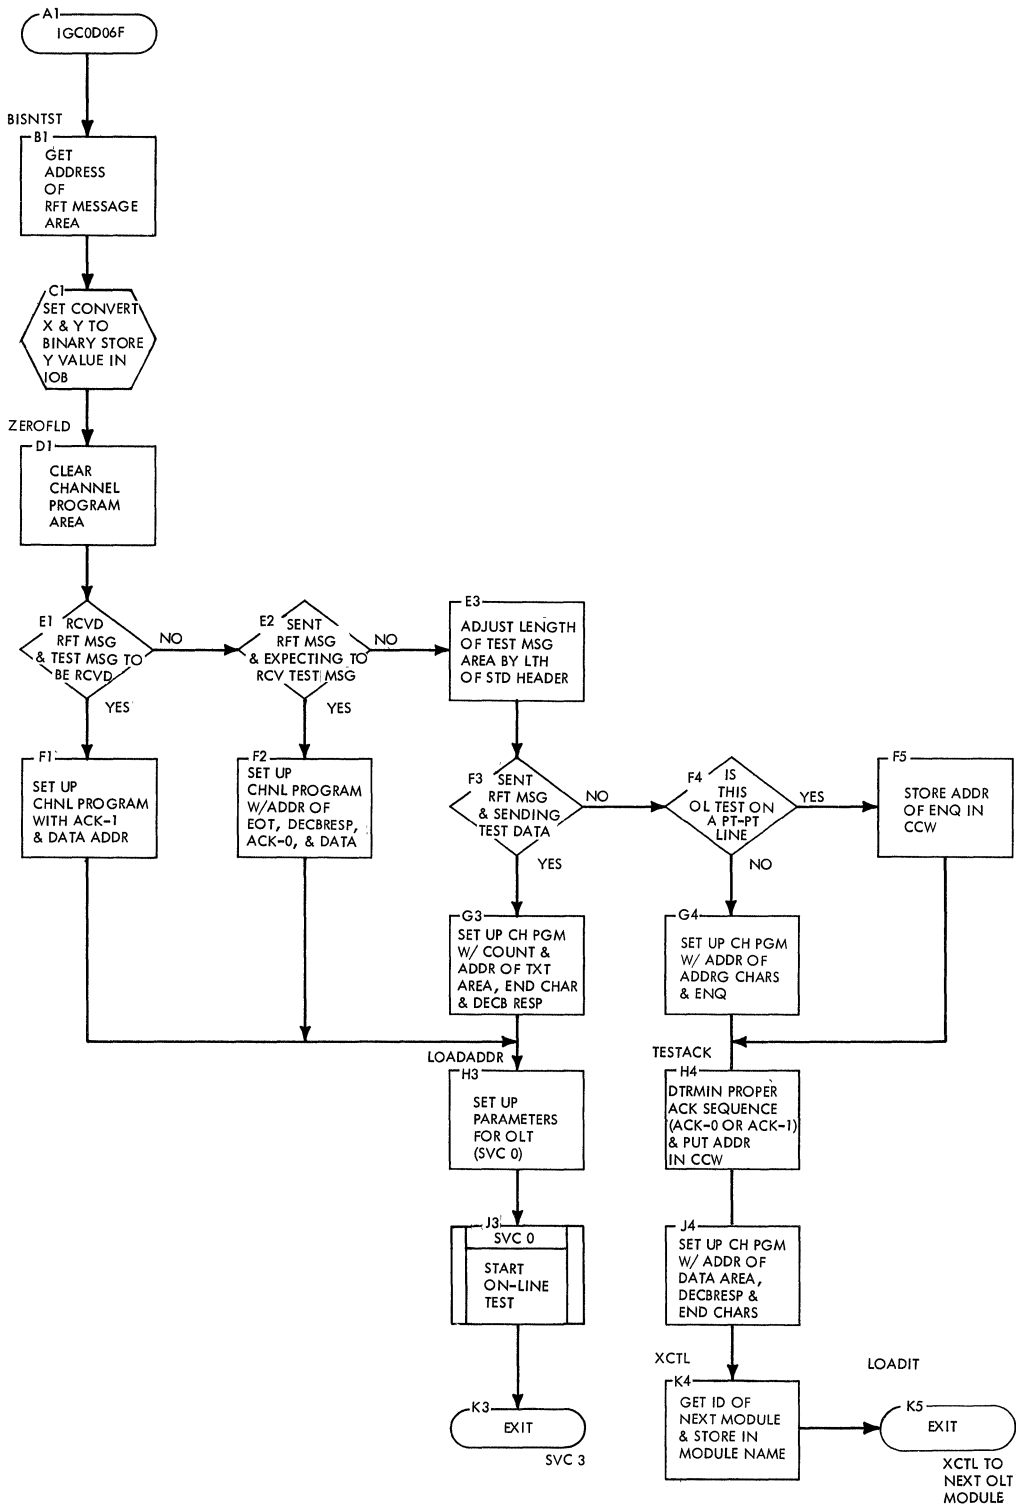 A1
IGC0D06F
BISNTST
B1
GET
ADDRESS
OF
RFT MESSAGE
AREA
C1
SET CONVERT
X & Y TO
BINARY STORE
Y VALUE IN
IOB
ZEROFLD
D1
CLEAR
CHANNEL
PROGRAM
AREA
E1 RCVD
RFT MSG
& TEST MSG TO
BE RCVD
NO
YES
E2 SENT
RFT MSG
& EXPECTING TO
RCV TEST MSG
NO
YES
E3
ADJUST LENGTH
OF TEST MSG
AREA BY LTH
OF STD HEADER
F1
SET UP
CHNL PROGRAM
WITH ACK-1
& DATA ADDR
F2
SET UP
CHNL PROGRAM
W/ADDR OF
EOT, DECBRESP,
ACK-0, & DATA
F3 SENT
RFT MSG
& SENDING
TEST DATA
NO
YES
F4 IS
THIS
OL TEST ON
A PT-PT
LINE
YES
NO
F5
STORE ADDR
OF ENQ IN
CCW
G3
SET UP CH PGM
W/ COUNT &
ADDR OF TXT
AREA, END CHAR
& DECB RESP
G4
SET UP CH PGM
W/ ADDR OF
ADDRG CHARS
& ENQ
LOADADDR
H3
SET UP
PARAMETERS
FOR OLT
(SVC 0)
TESTACK
H4
DTRMIN PROPER
ACK SEQUENCE
(ACK-0 OR ACK-1)
& PUT ADDR
IN CCW
J3
SVC 0
START
ON-LINE
TEST
J4
SET UP CH PGM
W/ ADDR OF
DATA AREA,
DECBRESP &
END CHARS
K3
EXIT
SVC 3
XCTL
K4
GET ID OF
NEXT MODULE
& STORE IN
MODULE NAME
LOADIT
K5
EXIT
XCTL TO
NEXT OLT
MODULE